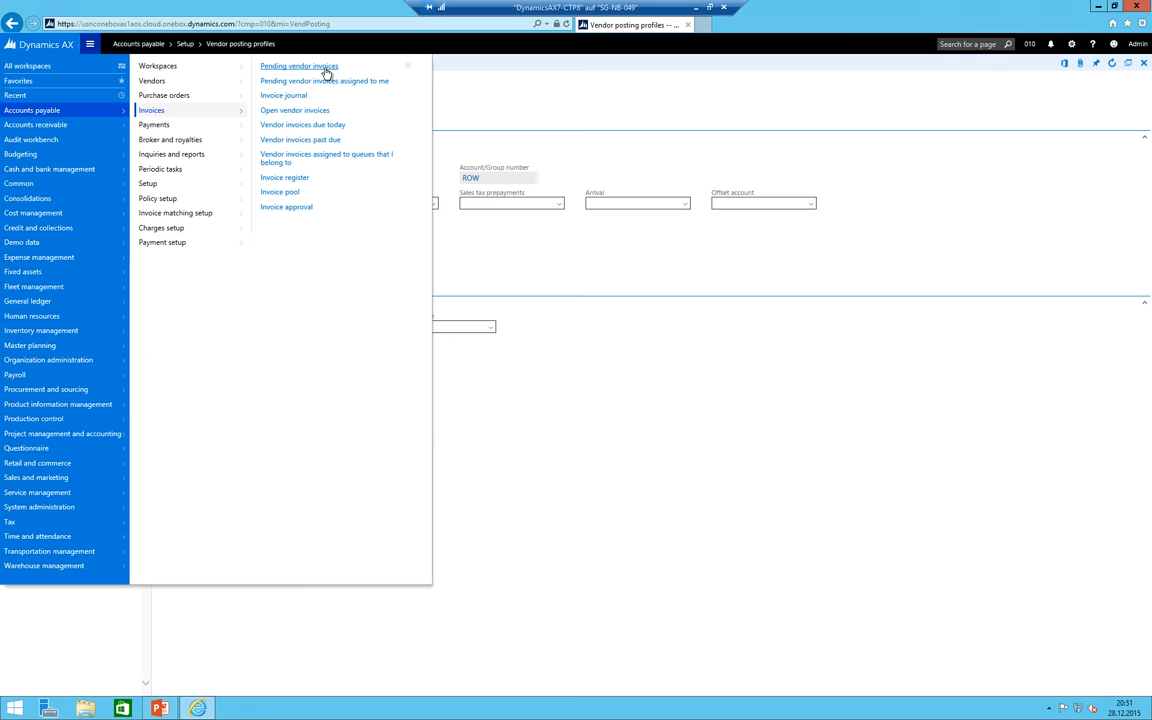 "DynamicsAX7-CTP8" auf "SG-NB-049"
https://usnconeboxax1aos.cloud.onebox.dynamics.com/?cmp=010&mi=VendPosting
Vendor posting profiles -- ...
Dynamics AX
Accounts payable > Setup > Vendor posting profiles
Search for a page
010
?
Admin
All workspaces
Favorites
Recent
Accounts payable
Accounts receivable
Audit workbench
Budgeting
Cash and bank management
Common
Consolidations
Cost management
Credit and collections
Demo data
Expense management
Fixed assets
Fleet management
General ledger
Human resources
Inventory management
Master planning
Organization administration
Payroll
Procurement and sourcing
Product information management
Production control
Project management and accounting
Questionnaire
Retail and commerce
Sales and marketing
Service management
System administration
Tax
Time and attendance
Transportation management
Warehouse management
Workspaces
Vendors
Purchase orders
Invoices
Payments
Broker and royalties
Inquiries and reports
Periodic tasks
Setup
Policy setup
Invoice matching setup
Charges setup
Payment setup
Pending vendor invoices
Pending vendor invoices assigned to me
Invoice journal
Open vendor invoices
Vendor invoices due today
Vendor invoices past due
Vendor invoices assigned to queues that I
belong to
Invoice register
Invoice pool
Invoice approval
Account/Group number
ROW
Sales tax prepayments
Arrival
Offset account
20:51
28.12.2015